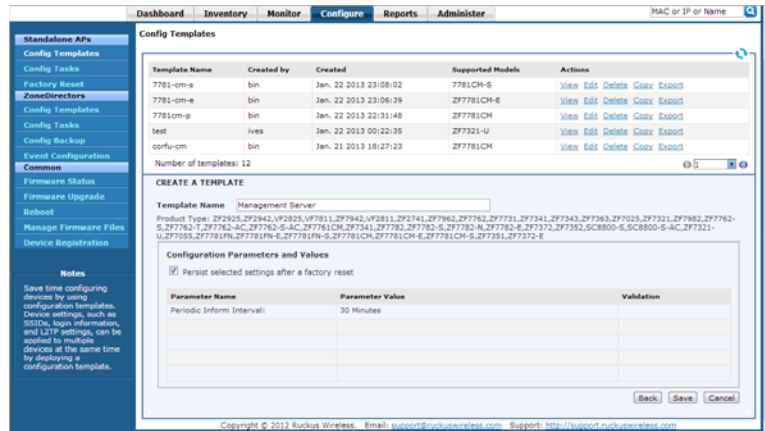 Dashboard Inventory Monitor Configure Reports Administer
MAC or IP or Name
Standalone APs
Config Templates
Config Tasks
Factory Reset
ZoneDirectors
Config Templates
Config Tasks
Config Backup
Event Configuration
Common
Firmware Status
Firmware Upgrade
Reboot
Manage Firmware Files
Device Registration
Notes
Save time configuring
devices by using
configuration templates.
Device settings, such as
SSIDs, login information,
and L2TP settings, can be
applied to multiple
devices at the same time
by deploying a
configuration template.
Config Templates
Template Name Created by Created Supported Models Actions
7781-cm-s bin Jan. 22 2013 23:08:02 7781CM-S View Edit Delete Copy Export
7781-cm-e bin Jan. 22 2013 23:06:39 ZF7781CM-E View Edit Delete Copy Export
7781cm-p bin Jan. 22 2013 22:31:48 ZF7781CM View Edit Delete Copy Export
test ives Jan. 22 2013 00:22:35 ZF7321-U View Edit Delete Copy Export
corfu-cm bin Jan. 21 2013 18:27:23 ZF7781CM View Edit Delete Copy Export
Number of templates: 12
1
CREATE A TEMPLATE
Template Name Management Server
Product Type: ZF2925,ZF2942,VF2825,VF7811,ZF7942,VF2811,ZF2741,ZF7962,ZF7762,ZF7731,ZF7341,ZF7343,ZF7363,ZF7025,ZF7321,ZF7982,ZF7762-
S,ZF7762-T,ZF7762-AC,ZF7762-S-AC,ZF7761CM,ZF7341,ZF7782,ZF7782-S,ZF7782-N,ZF7782-E,ZF7372,ZF7352,SC8800-S,SC8800-S-AC,ZF7321-
U,ZF7055,ZF7781FN,ZF7781FN-E,ZF7781FN-S,ZF7781CM,ZF7781CM-E,ZF7781CM-S,ZF7351,ZF7372-E
Configuration Parameters and Values
Persist selected settings after a factory reset
Parameter Name Parameter Value Validation
Periodic Inform Interval: 30 Minutes
Back Save Cancel
Copyright © 2012 Ruckus Wireless. Email: support@ruckuswireless.com Support: http://support.ruckuswireless.com